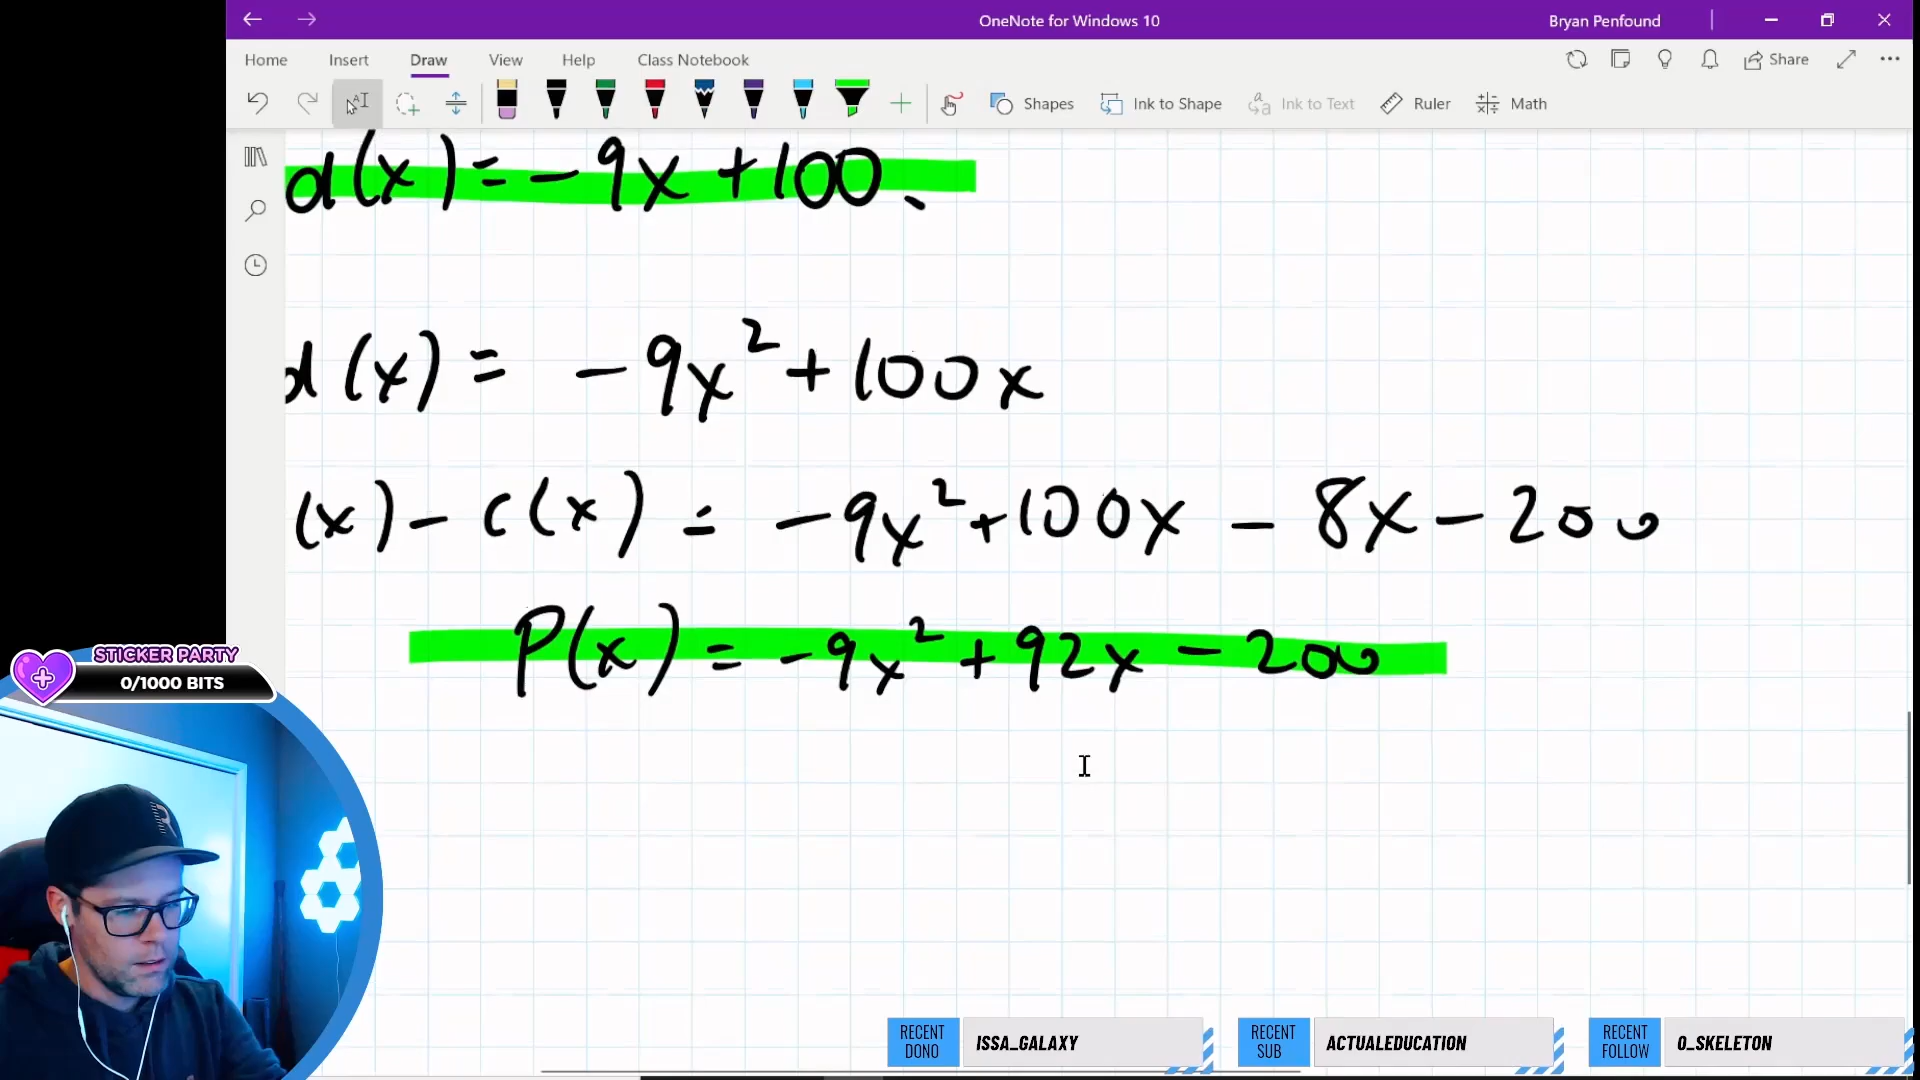 OneNote for Windows 10
Bryan Penfound
Home Insert Draw View Help Class Notebook
Share
Shapes Ink to Shape Ink to Text Ruler Math
d(x) = -9x + 100.
d(x) = -9x² + 100x
(x) - C(x) = -9x² + 100x - 8x - 200
P(x) = -9x² + 92x - 200
STICKER PARTY
0/1000 BITS
RECENT DONO ISSA_GALAXY
RECENT SUB ACTUALEDUCATION
RECENT FOLLOW O_SKELETON